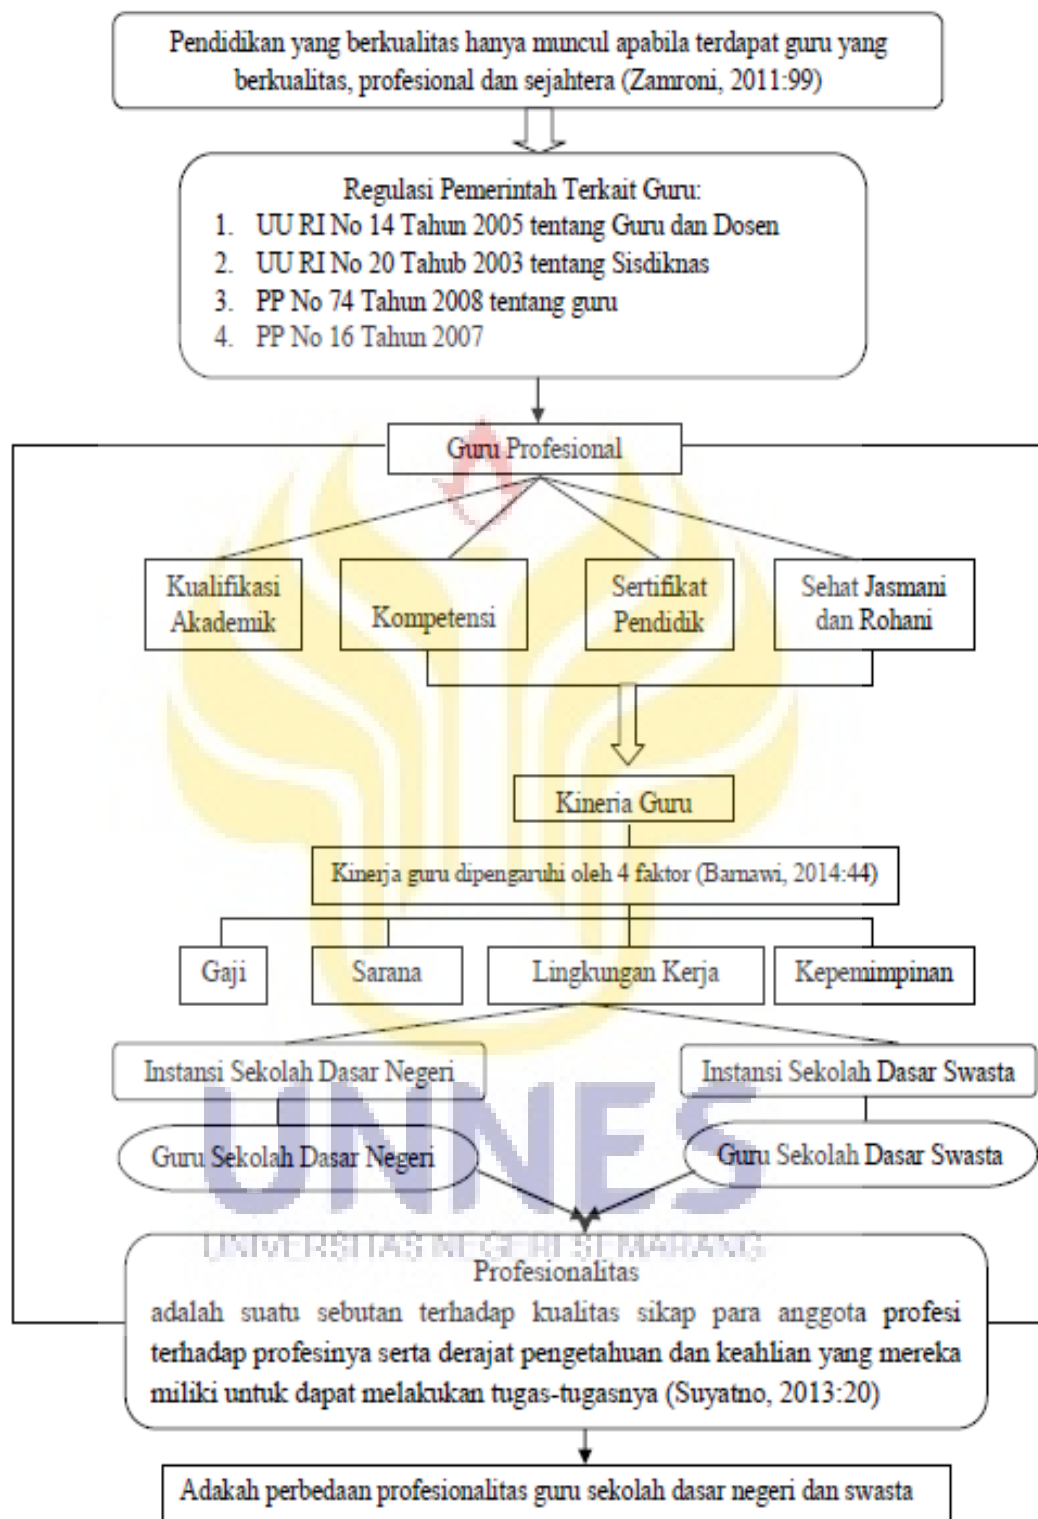 Pendidikan yang berkualitas hanya muncul apabila terdapat guru yang
berkualitas, profesional dan sejahtera (Zamroni, 2011:99)
Regulasi Pemerintah Terkait Guru:
1. UU RI No 14 Tahun 2005 tentang Guru dan Dosen
2. UU RI No 20 Tahub 2003 tentang Sisdiknas
3. PP No 74 Tahun 2008 tentang guru
4. PP No 16 Tahun 2007
Guru Profesional
Kualifikasi
Akademik
Kompetensi
Sertifikat
Pendidik
Sehat Jasmani
dan Rohani
Kinerja Guru
Kinerja guru dipengaruhi oleh 4 faktor (Barnawi, 2014:44)
Gaji
Sarana
Lingkungan Kerja
Kepemimpinan
Instansi Sekolah Dasar Negeri
Instansi Sekolah Dasar Swasta
UNNES
Guru Sekolah Dasar Negeri
Guru Sekolah Dasar Swasta
UNIVERSITAS NEGERI SEMARANG
Profesionalitas
adalah suatu sebutan terhadap kualitas sikap para anggota profesi
terhadap profesinya serta derajat pengetahuan dan keahlian yang mereka
miliki untuk dapat melakukan tugas-tugasnya (Suyatno, 2013:20)
Adakah perbedaan profesionalitas guru sekolah dasar negeri dan swasta